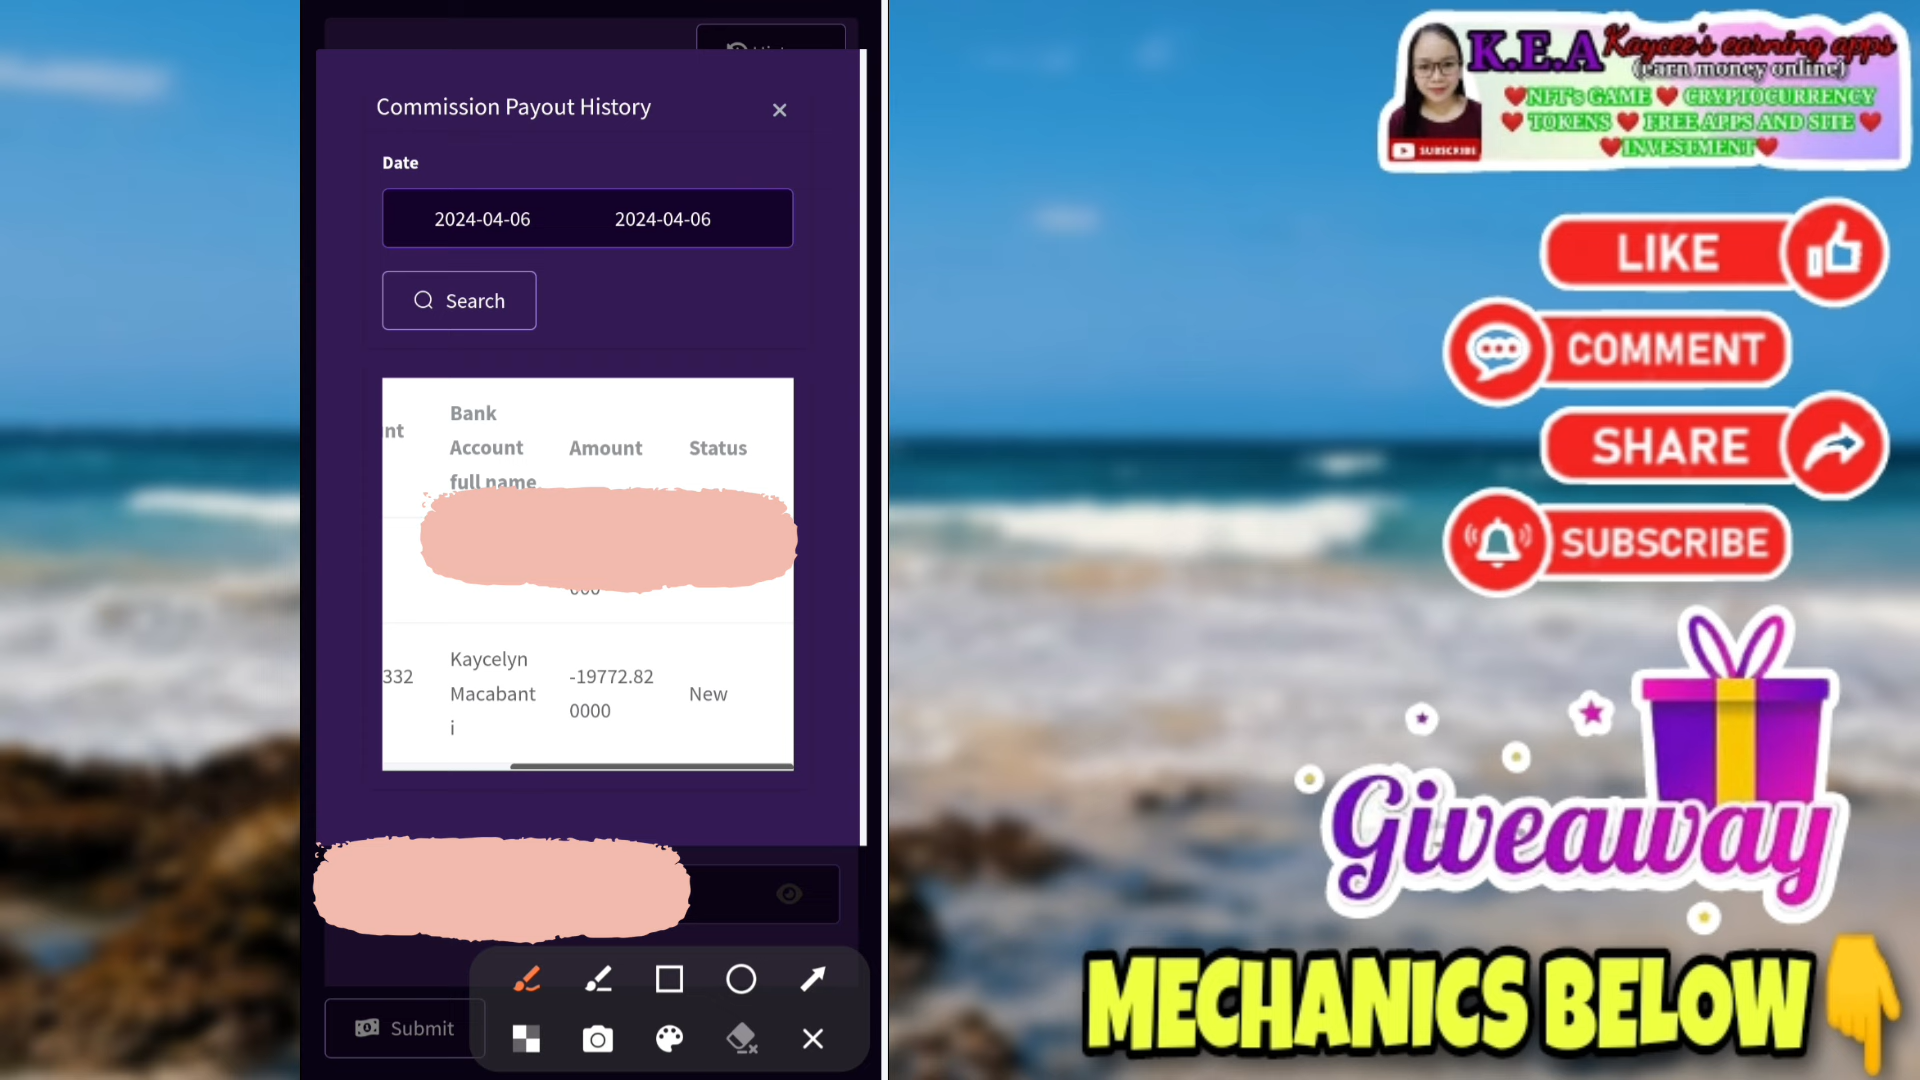 Commission Payout History
Date
2024-04-06 2024-04-06
Search
nt
Bank
Account
full name
Amount
Status
332
Kaycelyn
Macabant
i
-19772.82
0000
New
Submit
K.E.A Kaycee's earning apps
(earn money online)
NFT's GAME CRYPTOCURRENCY
TOKENS FREE APPS AND SITE
INVESTMENT
SUBSCRIBE
LIKE
COMMENT
SHARE
SUBSCRIBE
Giveaway
MECHANICS BELOW